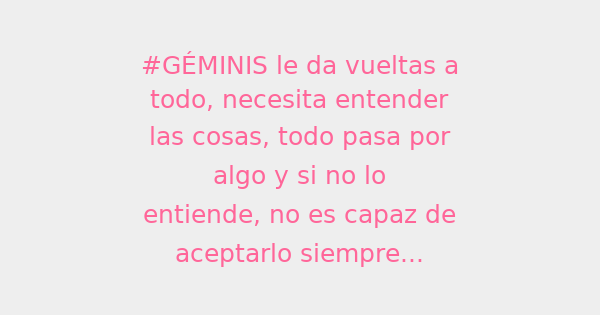 #GÉMINIS le da vueltas a
todo, necesita entender
las cosas, todo pasa por
algo y si no lo
entiende, no es capaz de
aceptarlo siempre...